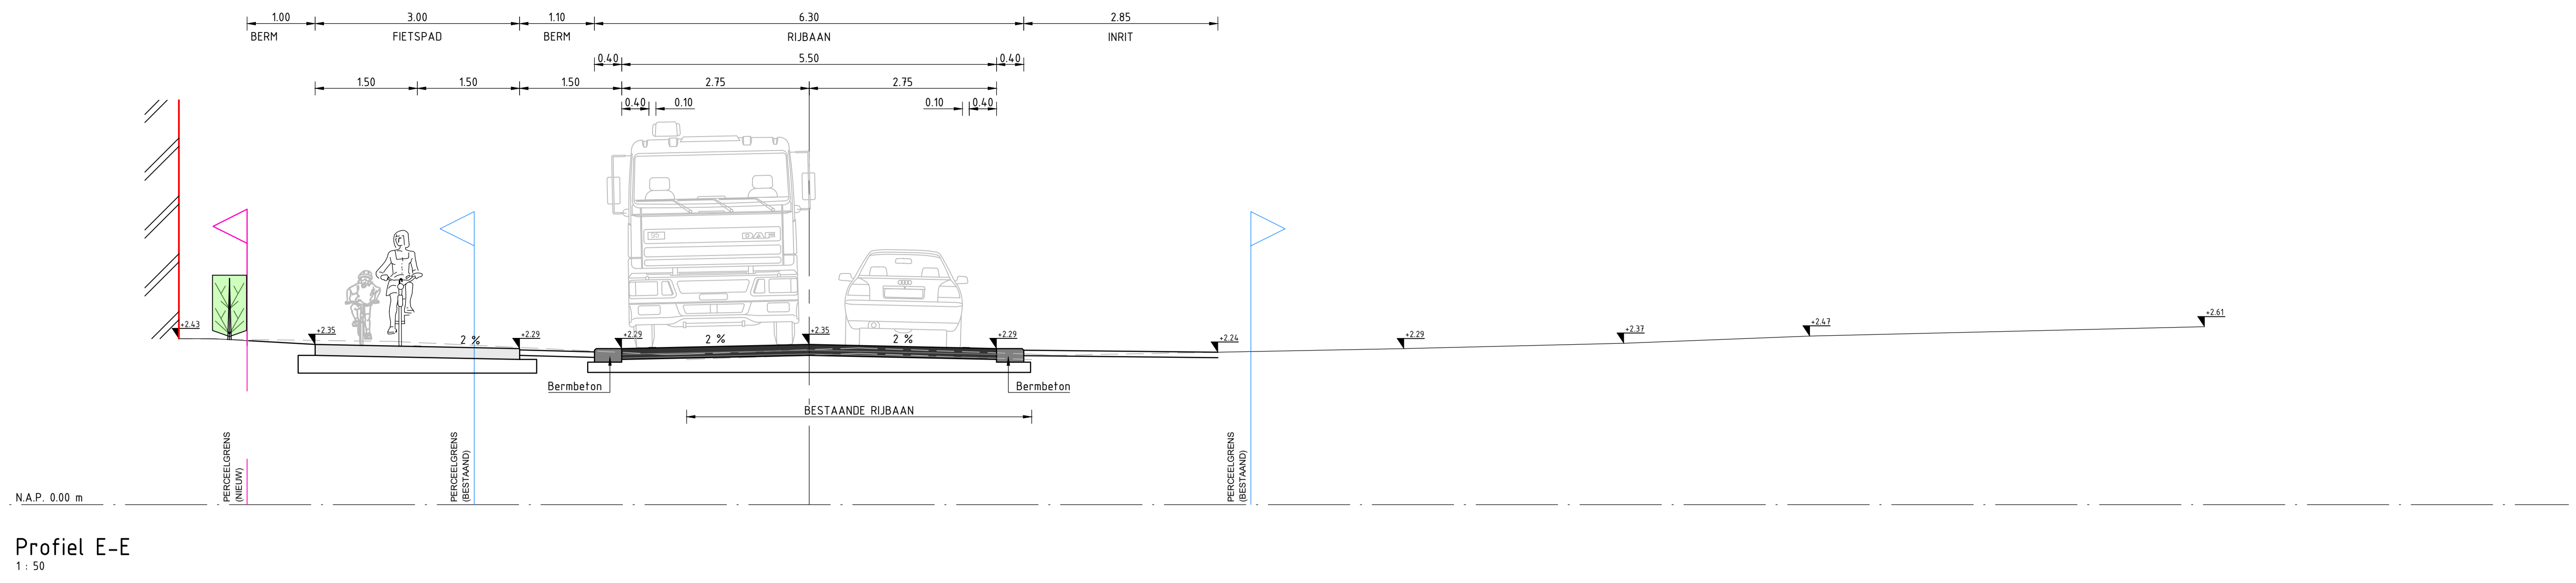 1.00 3.00 1.10 6.30 2.85
BERM FIETSPAD BERM RIJBAAN INRIT
0.40 5.50 0.40
1.50 1.50 1.50 2.75 2.75
0.40 0.10 0.10 0.40
95 DAF
+2.43 +2.35 2 % +2.29 +2.29 2 % +2.35 2 % +2.29 +2.24 +2.29 +2.37 +2.47 +2.61
Bermbeton Bermbeton
BESTAANDE RIJBAAN
PERCEELGRENS
(NIEUW)
PERCEELGRENS
(BESTAAND)
PERCEELGRENS
(BESTAAND)
N.A.P. 0.00 m
Profiel E-E
1 : 50